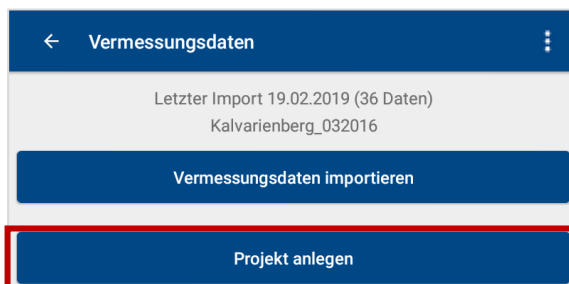 Vermessungsdaten
Letzter Import 19.02.2019 (36 Daten)
Kalvarienberg_032016
Vermessungsdaten importieren
Projekt anlegen